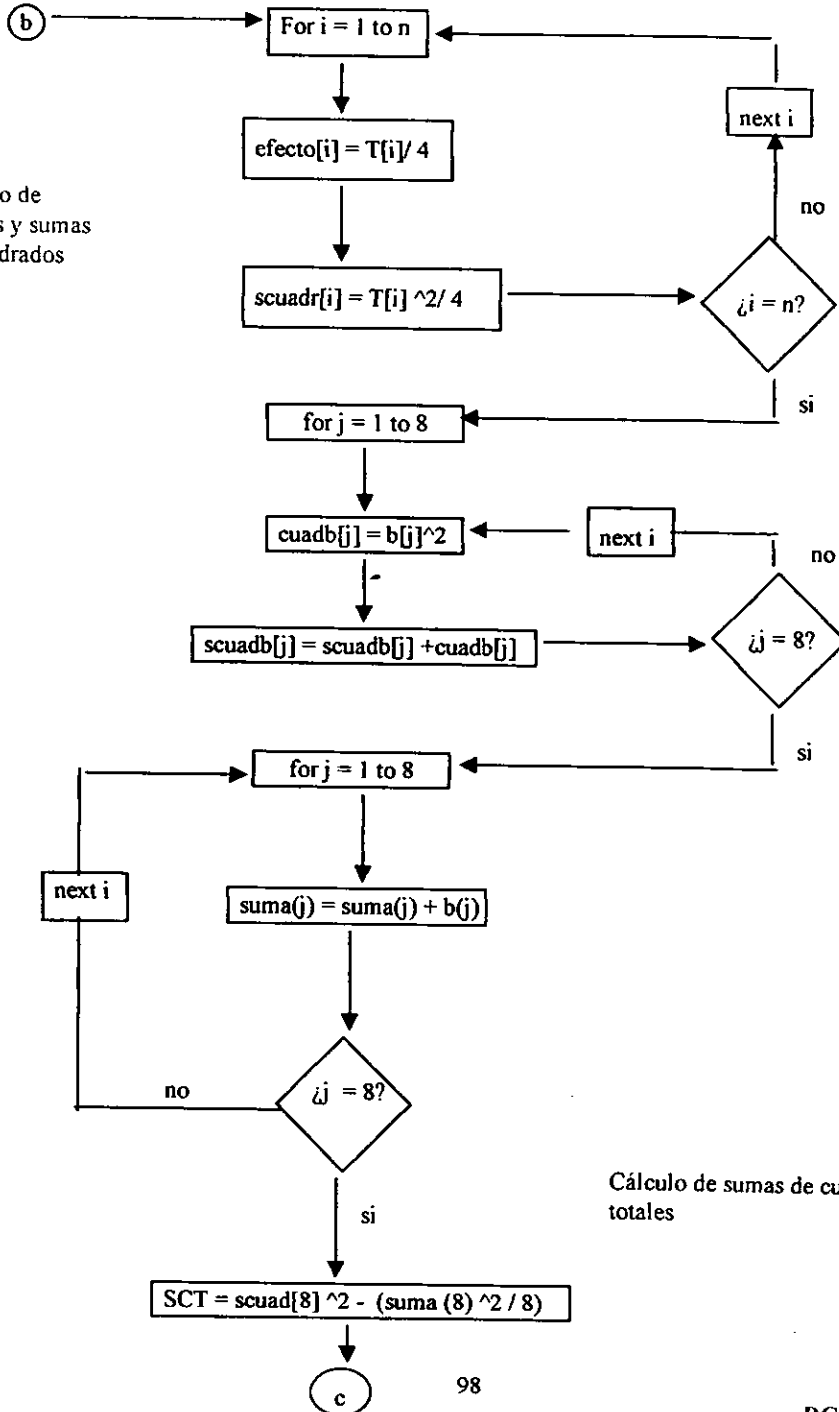 b
For i = 1 to n
next i
efecto[i] = T[i]/ 4
no
o de
s y sumas
drados
scuadr[i] = T[i] ^2/ 4
¿i = n?
si
for j = 1 to 8
cuadb[j] = b[j]^2
next i
no
scuadb[j] = scuadb[j] +cuadb[j]
¿j = 8?
si
for j = 1 to 8
next i
suma(j) = suma(j) + b(j)
no
¿j = 8?
si
Cálculo de sumas de cu
totales
SCT = scuad[8] ^2 - (suma (8) ^2 / 8)
c
98